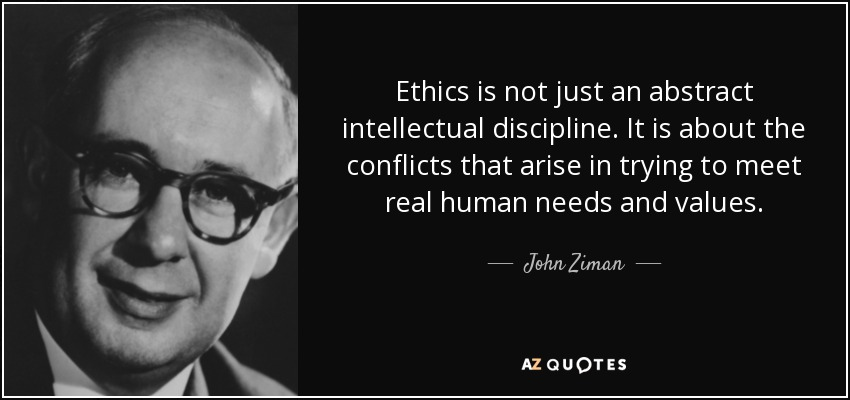 Ethics is not just an abstract
intellectual discipline. It is about the
conflicts that arise in trying to meet
real human needs and values.
John Ziman
AZ QUOTES